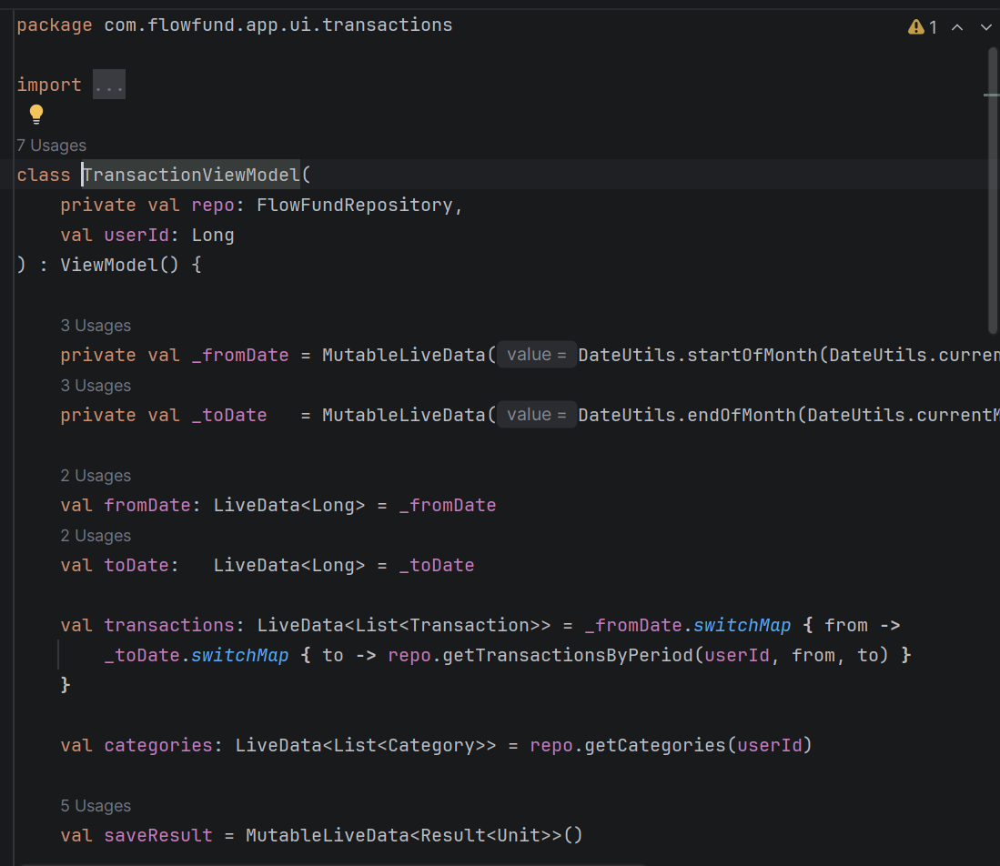 package com.flowfund.app.ui.transactions
1
import ...
7 Usages
class TransactionViewModel(
    private val repo: FlowFundRepository,
    val userId: Long
) : ViewModel() {
    3 Usages
    private val _fromDate = MutableLiveData( value = DateUtils.startOfMonth(DateUtils.curren
    3 Usages
    private val _toDate   = MutableLiveData( value = DateUtils.endOfMonth(DateUtils.currentM
    2 Usages
    val fromDate: LiveData<Long> = _fromDate
    2 Usages
    val toDate:   LiveData<Long> = _toDate
    val transactions: LiveData<List<Transaction>> = _fromDate.switchMap { from ->
        _toDate.switchMap { to -> repo.getTransactionsByPeriod(userId, from, to) }
    }
    val categories: LiveData<List<Category>> = repo.getCategories(userId)
    5 Usages
    val saveResult = MutableLiveData<Result<Unit>>()